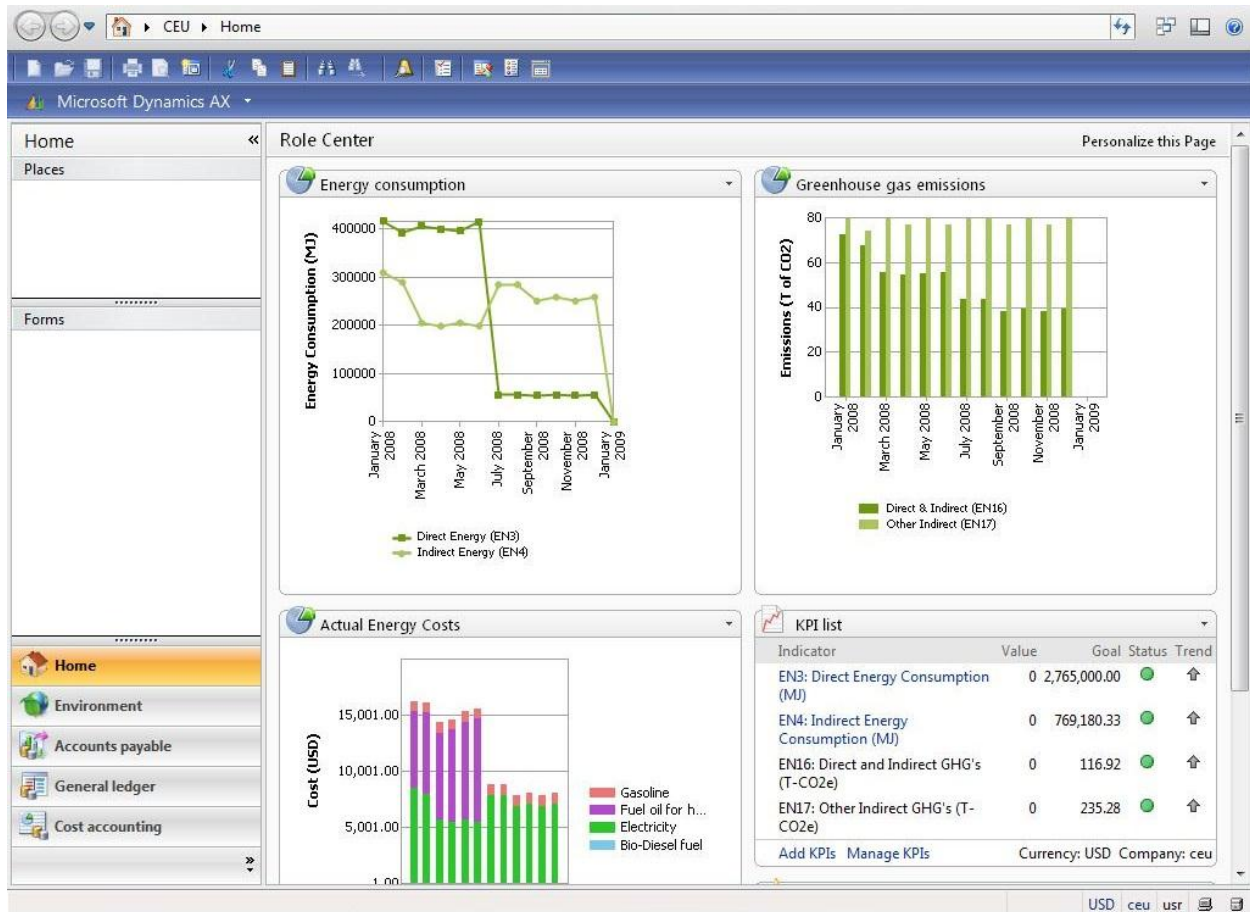 CEU Home
Microsoft Dynamics AX
Home
Places
Forms
Home
Environment
Accounts payable
General ledger
Cost accounting
Role Center
Personalize this Page
Energy consumption
Energy Consumption (MJ)
400000
300000
200000
100000
0
January
2008
March 2008
May 2008
July 2008
September
2008
November
2008
January
2009
Direct Energy (EN3)
Indirect Energy (EN4)
Greenhouse gas emissions
Emissions (T of CO2)
80
60
40
20
0
January
2008
March 2008
May 2008
July 2008
September
2008
November
2008
January
2009
Direct & Indirect (EN16)
Other Indirect (EN17)
Actual Energy Costs
Cost (USD)
15,001.00
10,001.00
5,001.00
1.00
Gasoline
Fuel oil for h...
Electricity
Bio-Diesel fuel
KPI list
Indicator Value Goal Status Trend
EN3: Direct Energy Consumption 0 2,765,000.00
(MJ)
EN4: Indirect Energy 0 769,180.33
Consumption (MJ)
EN16: Direct and Indirect GHG's 0 116.92
(T-CO2e)
EN17: Other Indirect GHG's (T- 0 235.28
CO2e)
Add KPIs Manage KPIs Currency: USD Company: ceu
USD ceu usr